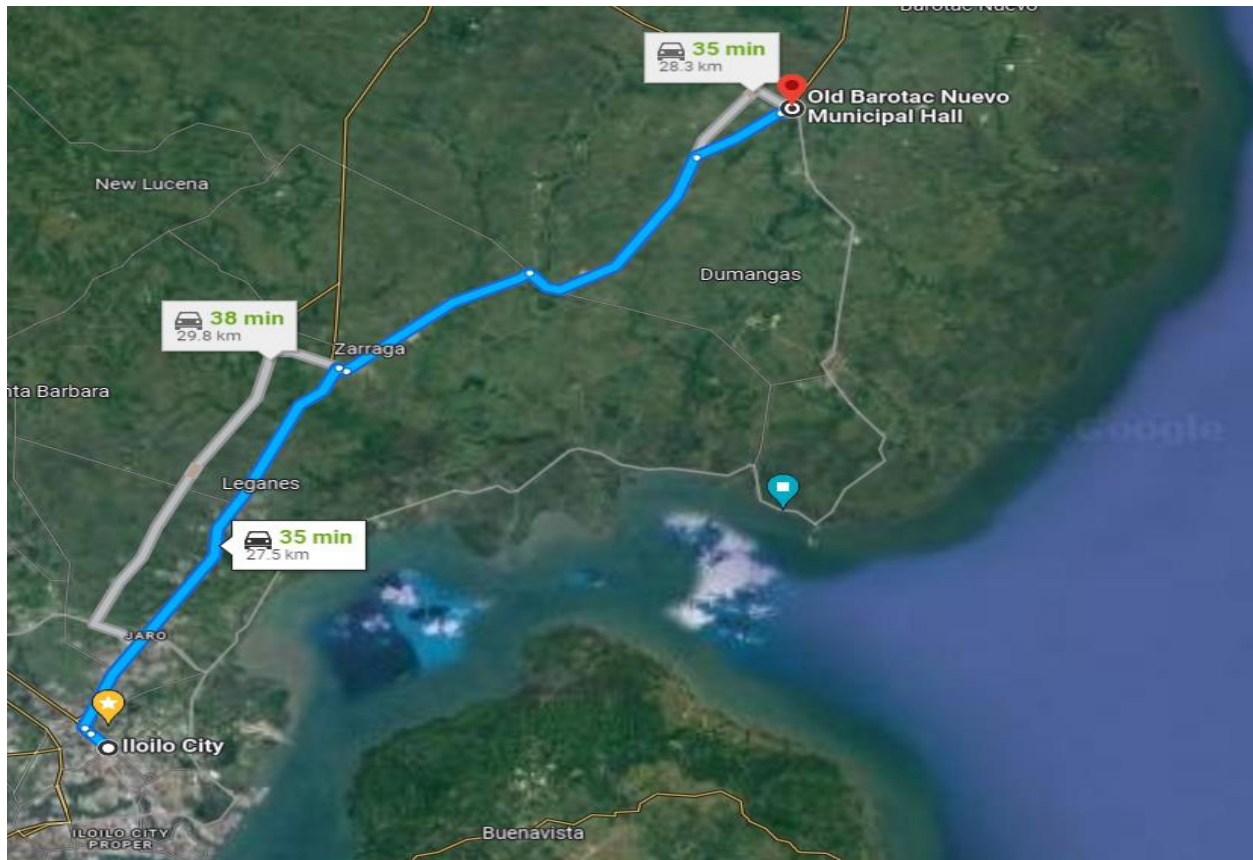 Barotac Nuevo
35 min
28.3 km
Old Barotac Nuevo
Municipal Hall
New Lucena
Dumangas
38 min
29.8 km
Zarraga
nta Barbara
Google
Leganes
35 min
27.5 km
JARO
Iloilo City
ILOILO CITY
PROPER
Buenavista